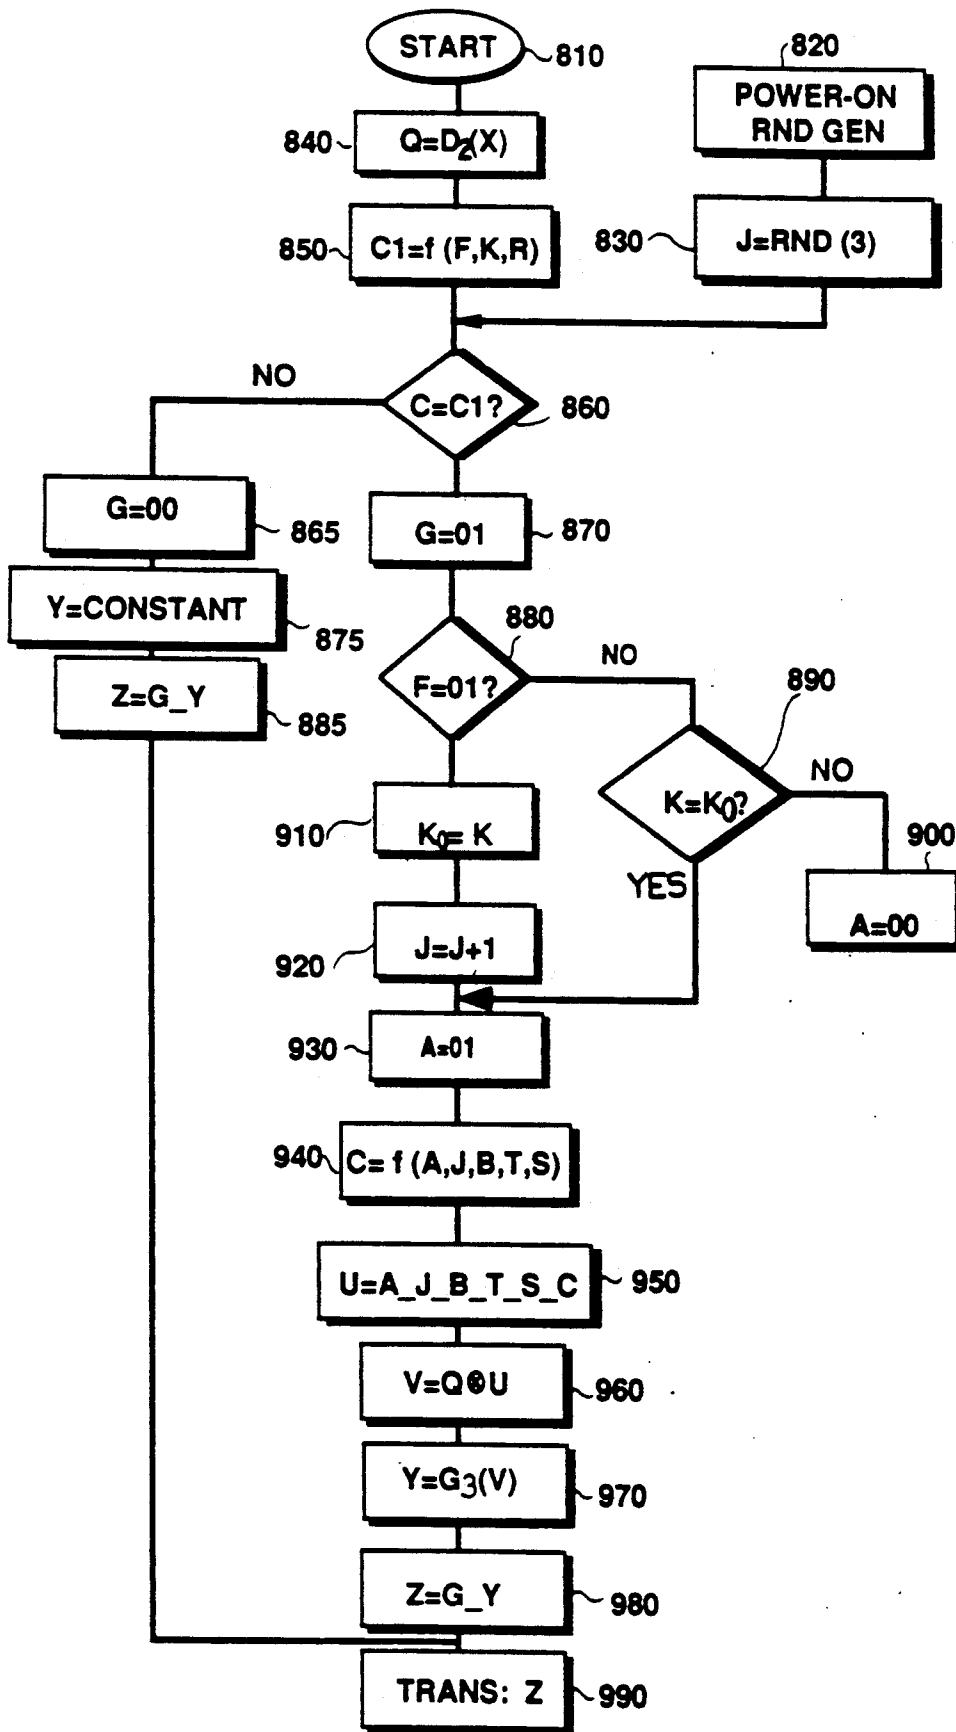 START
810
820
POWER-ON
RND GEN
840
Q=D2(X)
850
C1=f (F,K,R)
830
J=RND (3)
NO
C=C1?
860
G=00
865
G=01
870
Y=CONSTANT
875
880
F=01?
NO
Z=G_Y
885
890
K=K0?
NO
YES
900
A=00
910
K0= K
920
J=J+1
930
A=01
940
C= f (A,J,B,T,S)
U=A_J_B_T_S_C
950
V=Q⊗U
960
Y=G3(V)
970
Z=G_Y
980
TRANS: Z
990